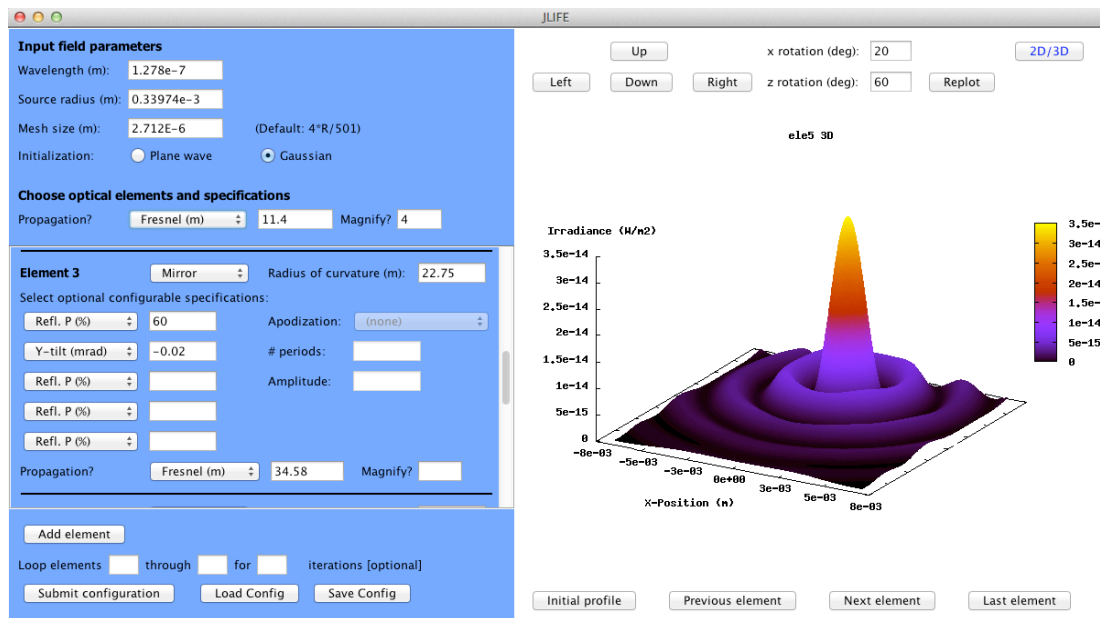 JLIFE
Input field parameters
Wavelength (m): 1.278e-7
Source radius (m): 0.33974e-3
Mesh size (m): 2.712E-6 (Default: 4*R/501)
Initialization: Plane wave Gaussian
Choose optical elements and specifications
Propagation? Fresnel (m) 11.4 Magnify? 4
Element 3 Mirror Radius of curvature (m): 22.75
Select optional configurable specifications:
Refl. P (%) 60 Apodization: (none)
Y-tilt (mrad) -0.02 # periods:
Refl. P (%) Amplitude:
Refl. P (%)
Refl. P (%)
Propagation? Fresnel (m) 34.58 Magnify?
Add element
Loop elements through for iterations [optional]
Submit configuration Load Config Save Config
Up x rotation (deg): 20 2D/3D
Left Down Right z rotation (deg): 60 Replot
ele5 3D
Irradiance (W/m2)
3.5e-14
3e-14
2.5e-14
2e-14
1.5e-14
1e-14
5e-15
0
-8e-03
-5e-03
-3e-03
0e+00
3e-03
5e-03
8e-03
X-Position (m)
3.5e-
3e-14
2.5e-
2e-14
1.5e-
1e-14
5e-15
0
Initial profile Previous element Next element Last element